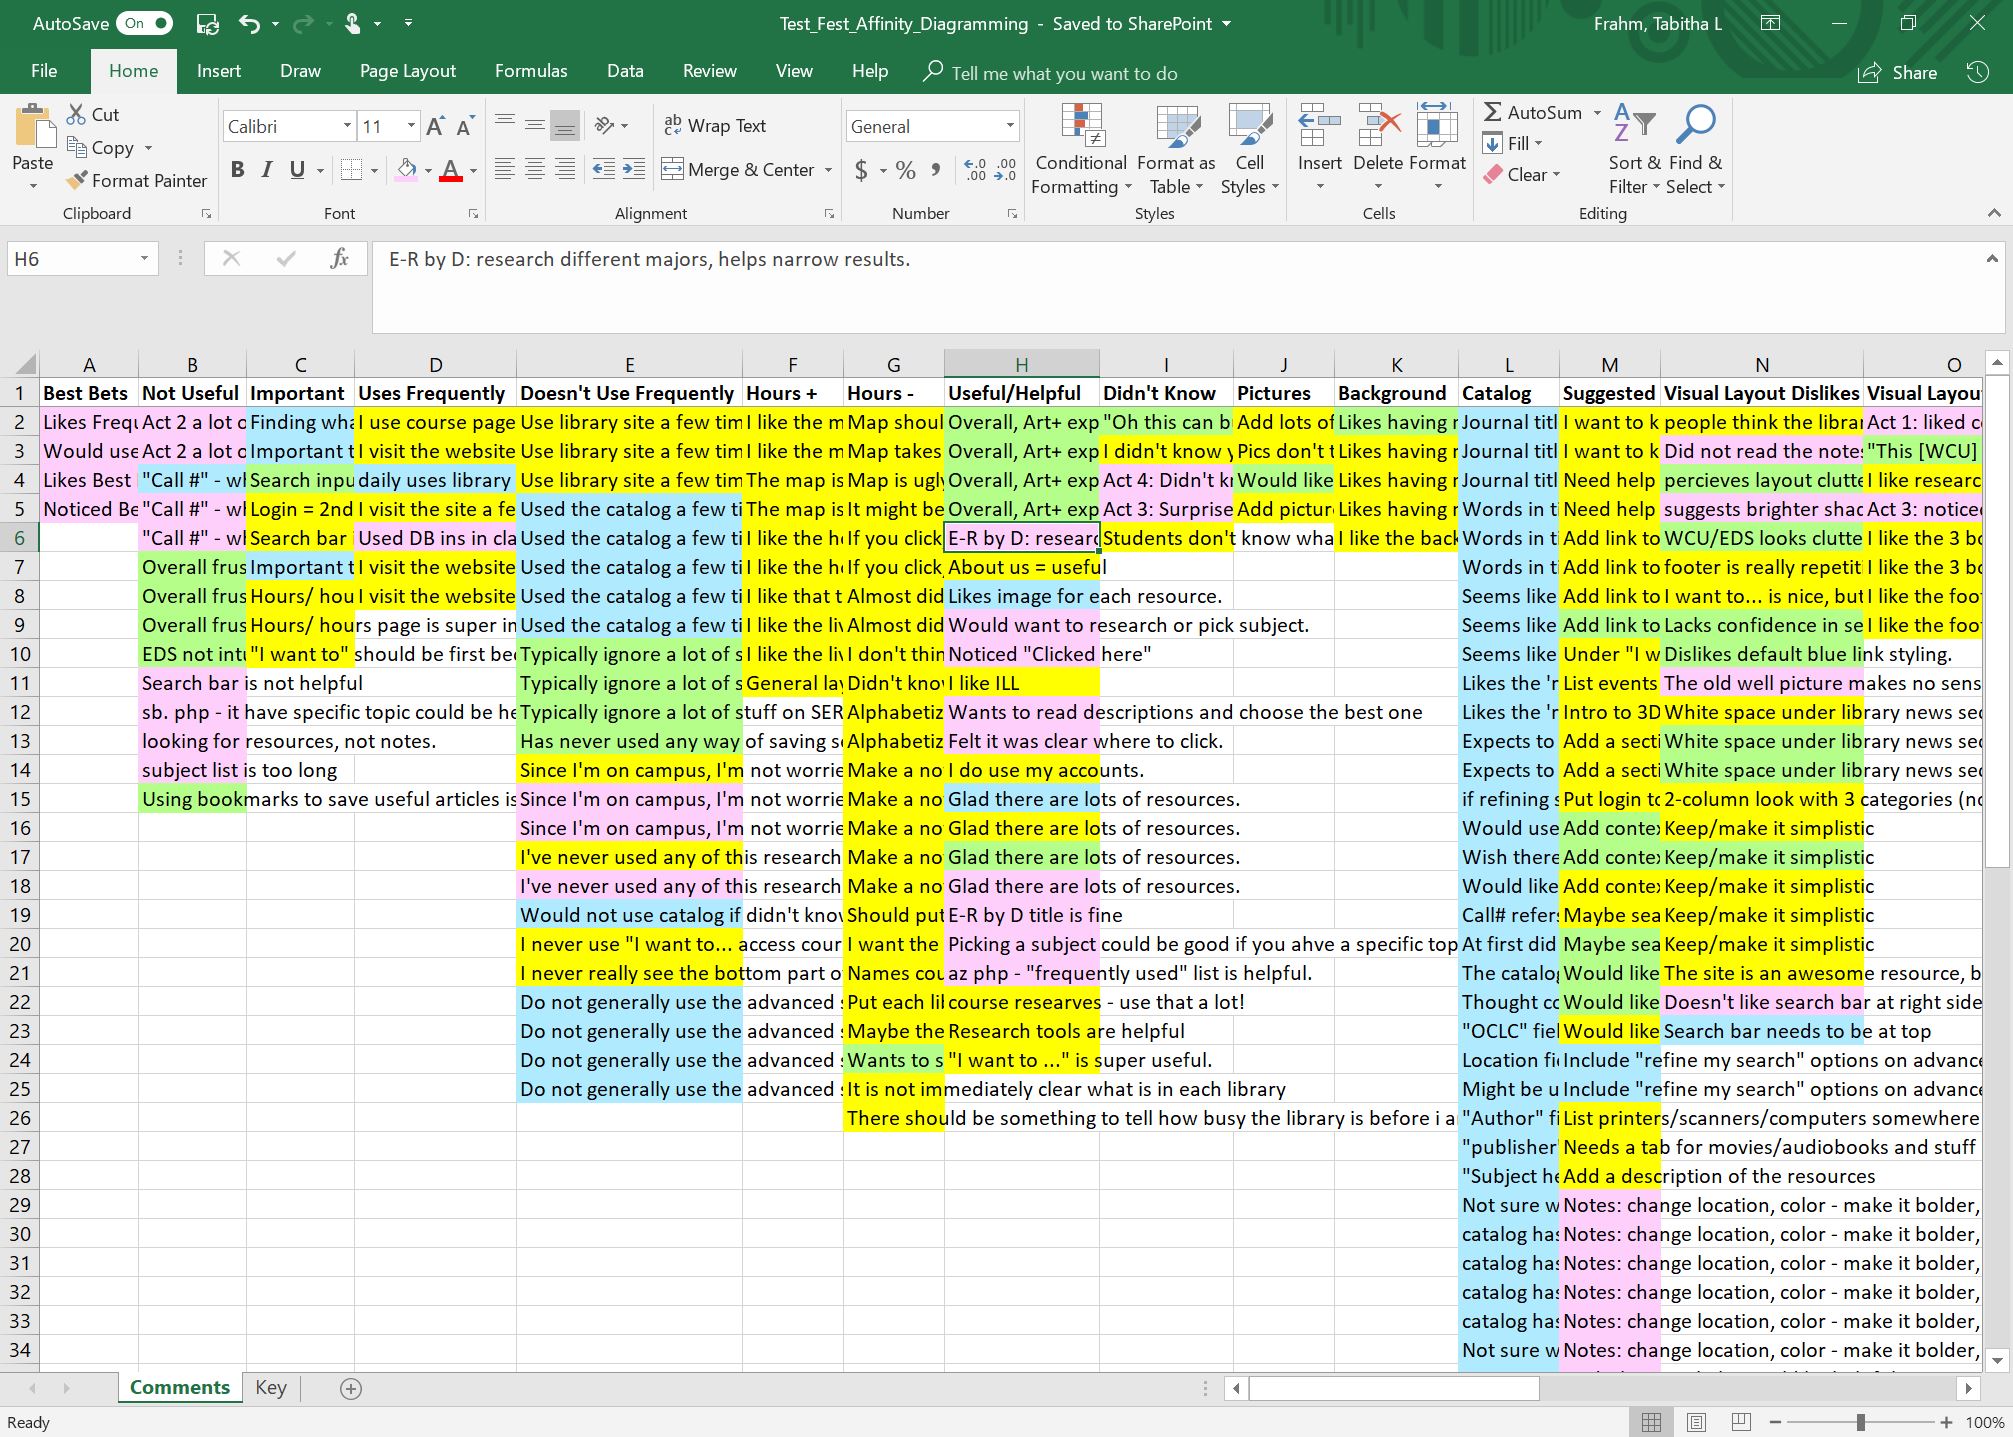 AutoSave On Test_Fest_Affinity_Diagramming - Saved to SharePoint Frahm, Tabitha L
File Home Insert Draw Page Layout Formulas Data Review View Help Tell me what you want to do Share
Paste Cut Copy Format Painter Clipboard
Calibri 11 B I U Font
ab Wrap Text Merge & Center Alignment
General $ % Number
Conditional Formatting Format as Table Cell Styles Styles
Insert Delete Format Cells
AutoSum Fill Clear Sort & Filter Find & Select Editing
H6 fx E-R by D: research different majors, helps narrow results.
A B C D E F G H I J K L M N O
1 Best Bets Not Useful Important Uses Frequently Doesn't Use Frequently Hours + Hours - Useful/Helpful Didn't Know Pictures Background Catalog Suggested Visual Layout Dislikes Visual Layou
2 Likes Frequ Act 2 a lot o Finding wha I use course page Use library site a few tim I like the m Map shoul Overall, Art+ exp "Oh this can b Add lots of Likes having r Journal titl I want to k people think the librar Act 1: liked c
3 Would use Act 2 a lot o Important t I visit the website Use library site a few tim I like the m Map takes Overall, Art+ exp I didn't know y Pics don't t Likes having r Journal titl I want to k Did not read the note "This [WCU]
4 Likes Best "Call #" - wh Search inpu daily uses library Use library site a few tim The map is Map is ugly Overall, Art+ exp Act 4: Didn't kr Would like Likes having r Journal titl Need help percieves layout clutte I like researc
5 Noticed Be "Call #" - wh Login = 2nd I visit the site a fe Used the catalog a few ti The map is It might be Overall, Art+ exp Act 3: Surprise Add pictur Likes having r Words in t Need help suggests brighter shad Act 3: notice
6 "Call #" - wh Search bar Used DB ins in cla Used the catalog a few ti I like the h If you click E-R by D: researc Students don't know wha I like the back Words in t Add link to WCU/EDS looks clutte I like the 3 bo
7 Overall frus Important t I visit the website Used the catalog a few ti I like the h If you click About us = useful Words in t Add link to footer is really repetiti I like the 3 bo
8 Overall frus Hours/ hou I visit the website Used the catalog a few ti I like that t Almost did Likes image for each resource. Seems like Add link to I want to... is nice, but I like the foo
9 Overall frus Hours/ hours page is super in Used the catalog a few ti I like the liv Almost did Would want to research or pick subject. Seems like Add link to Lacks confidence in se I like the foo
10 EDS not intu "I want to" should be first bec Typically ignore a lot of s I like the liv I don't thin Noticed "Clicked here" Seems like Under "I w Dislikes default blue link styling.
11 Search bar is not helpful Typically ignore a lot of s General lay Didn't know I like ILL Likes the 'r List events The old well picture makes no sens
12 sb. php - it have specific topic could be he Typically ignore a lot of stuff on SER Alphabetiz Wants to read descriptions and choose the best one Likes the 'r Intro to 3D White space under library news sec
13 looking for resources, not notes. Has never used any way of saving se Alphabetiz Felt it was clear where to click. Expects to Add a secti White space under library news sec
14 subject list is too long Since I'm on campus, I'm not worrie Make a no I do use my accounts. Expects to Add a secti White space under library news sec
15 Using bookmarks to save useful articles is Since I'm on campus, I'm not worrie Make a no Glad there are lots of resources. if refining s Put login to 2-column look with 3 categories (no
16 Since I'm on campus, I'm not worrie Make a no Glad there are lots of resources. Would use Add contex Keep/make it simplistic
17 I've never used any of this research Make a no Glad there are lots of resources. Wish there Add contex Keep/make it simplistic
18 I've never used any of this research Make a no Glad there are lots of resources. Would like Add contex Keep/make it simplistic
19 Would not use catalog if didn't know Should put E-R by D title is fine Call# refers Maybe sea Keep/make it simplistic
20 I never use "I want to... access cour I want the Picking a subject could be good if you ahve a specific top At first did Maybe sea Keep/make it simplistic
21 I never really see the bottom part o Names cou az php - "frequently used" list is helpful. The catalog Would like The site is an awesome resource, b
22 Do not generally use the advanced s Put each lib course researves - use that a lot! Thought co Would like Doesn't like search bar at right side
23 Do not generally use the advanced s Maybe the Research tools are helpful "OCLC" fiel Would like Search bar needs to be at top
24 Do not generally use the advanced s Wants to s "I want to ..." is super useful. Location fi Include "refine my search" options on advance
25 Do not generally use the advanced s It is not immediately clear what is in each library Might be u Include "refine my search" options on advance
26 There should be something to tell how busy the library is before i a "Author" fi List printers/scanners/computers somewhere
27 "publisher" Needs a tab for movies/audiobooks and stuff
28 "Subject he Add a description of the resources
29 Not sure w Notes: change location, color - make it bolder,
30 catalog has Notes: change location, color - make it bolder,
31 catalog has Notes: change location, color - make it bolder,
32 catalog has Notes: change location, color - make it bolder,
33 catalog has Notes: change location, color - make it bolder,
34 Not sure w Notes: change location, color - make it bolder,
Comments Key
Ready 100%